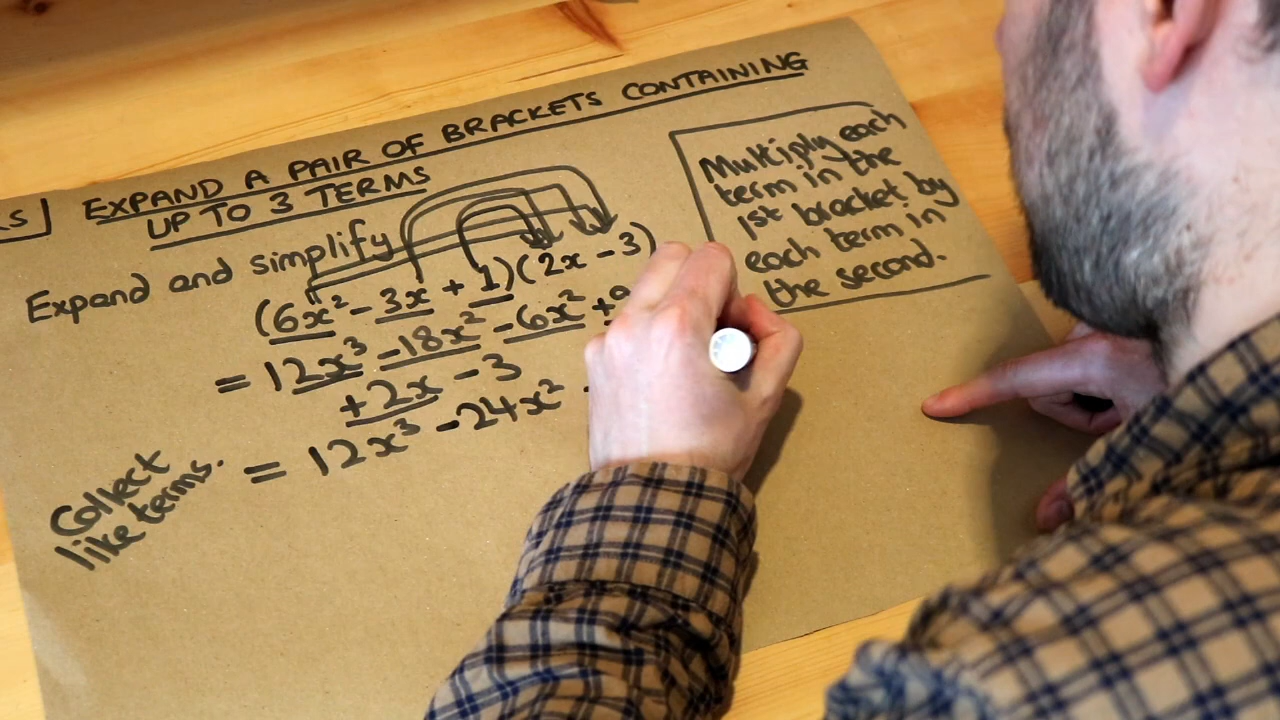 EXPAND A PAIR OF BRACKETS CONTAINING
UP TO 3 TERMS
Expand and simplify
(6x² - 3x + 1)(2x - 3)
= 12x³ - 18x² - 6x² + 9
+ 2x - 3
= 12x³ - 24x²
Collect
like terms.
Multiply each
term in the
1st bracket by
each term in
the second.